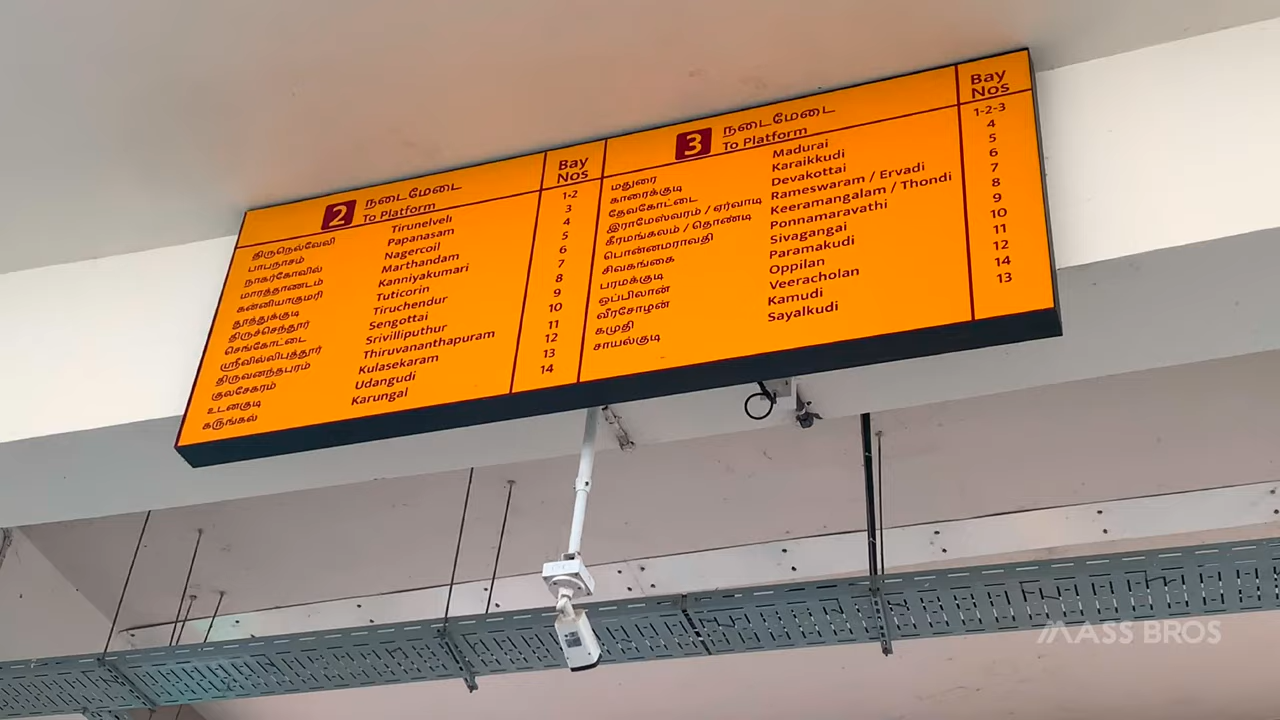 2 நடைமேடை
To Platform
Bay
Nos
திருநெல்வேலி Tirunelveli 1-2
பாபநாசம் Papanasam 3
நாகர்கோவில் Nagercoil 4
மார்த்தாண்டம் Marthandam 5
கன்னியாகுமரி Kanniyakumari 6
தூத்துக்குடி Tuticorin 7
திருச்செந்தூர் Tiruchendur 8
செங்கோட்டை Sengottai 9
ஸ்ரீவில்லிபுத்தூர் Srivilliputhur 10
திருவனந்தபுரம் Thiruvananthapuram 11
குலசேகரம் Kulasekaram 12
உடன்குடி Udangudi 13
கருங்கல் Karungal 14
3 நடைமேடை
To Platform
Bay
Nos
மதுரை Madurai 1-2-3
காரைக்குடி Karaikkudi 4
தேவகோட்டை Devakottai 5
இராமேஸ்வரம் / ஏர்வாடி Rameswaram / Ervadi 6
கீரமங்கலம் / தொண்டி Keeramangalam / Thondi 7
பொன்னமராவதி Ponnamaravathi 8
சிவகங்கை Sivagangai 9
பரமக்குடி Paramakudi 10
ஒப்பிலான் Oppilan 11
வீரசோழன் Veeracholan 12
கமுதி Kamudi 14
சாயல்குடி Sayalkudi 13
MASS BROS